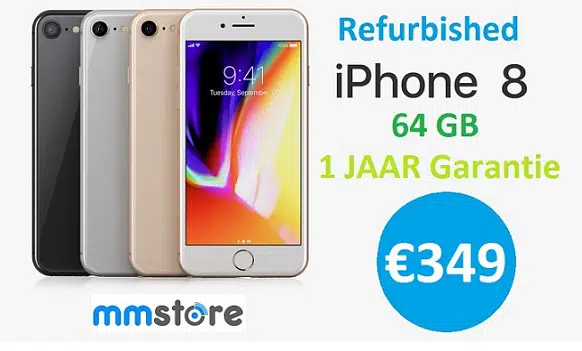 Refurbished
iPhone 8
64 GB
1 JAAR Garantie
€349
9:41
mmstore